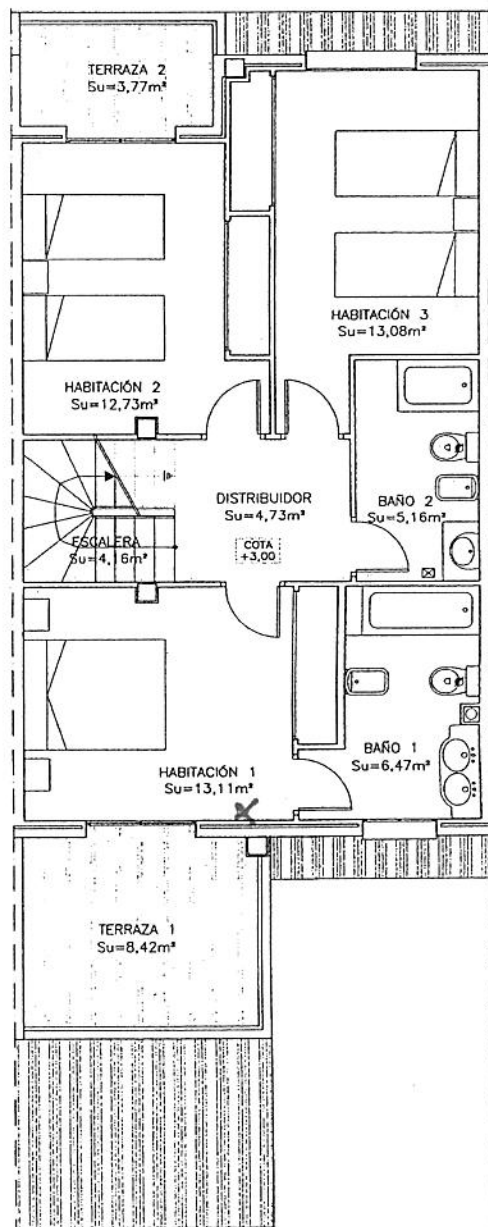 TERRAZA 2
Su=3,77m²
HABITACIÓN 3
Su=13,08m²
HABITACIÓN 2
Su=12,73m²
DISTRIBUIDOR
Su=4,73m²
BAÑO 2
Su=5,16m²
ESCALERA
Su=4,16m²
COTA
+3,00
HABITACIÓN 1
Su=13,11m²
BAÑO 1
Su=6,47m²
TERRAZA 1
Su=8,42m²